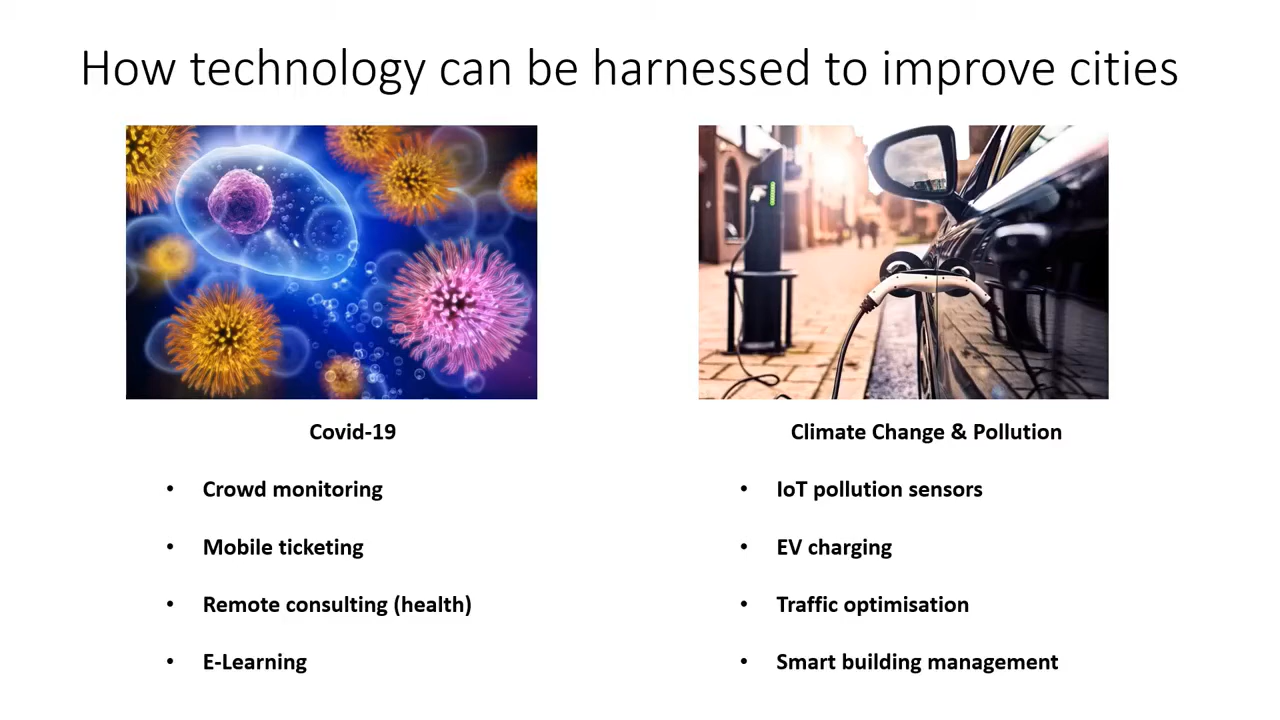 How technology can be harnessed to improve cities
Covid-19
• Crowd monitoring
• Mobile ticketing
• Remote consulting (health)
• E-Learning
Climate Change & Pollution
• IoT pollution sensors
• EV charging
• Traffic optimisation
• Smart building management